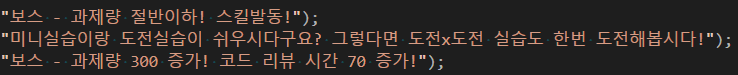 "보스 - 과제량 절반이하! 스킬발동!");
"미니실습이랑 도전실습이 쉬우시다구요? 그렇다면 도전x도전 실습도 한번 도전해봅시다!");
"보스 - 과제량 300 증가! 코드 리뷰 시간 70 증가!");